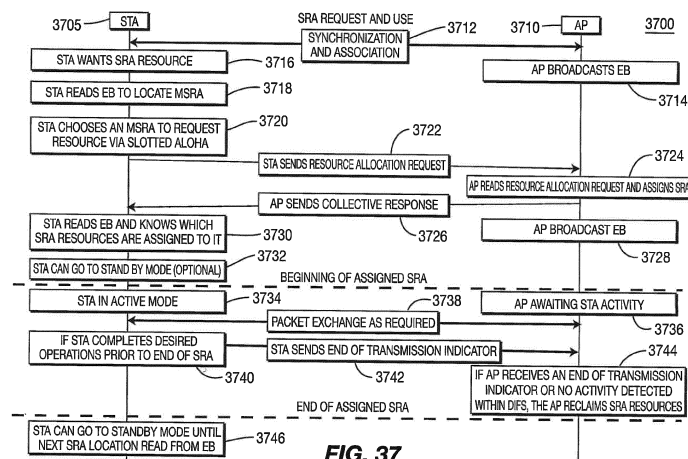 SRA REQUEST AND USE
3705
STA
3712
3710
AP
3700
SYNCHRONIZATION
AND ASSOCIATION
STA WANTS SRA RESOURCE
3716
AP BROADCASTS EB
3714
STA READS EB TO LOCATE MSRA
3718
STA CHOOSES AN MSRA TO REQUEST
RESOURCE VIA SLOTTED ALOHA
3720
3722
STA SENDS RESOURCE ALLOCATION REQUEST
3724
AP READS RESOURCE ALLOCATION REQUEST AND ASSIGNS SRA
AP SENDS COLLECTIVE RESPONSE
3726
STA READS EB AND KNOWS WHICH
SRA RESOURCES ARE ASSIGNED TO IT
3730
AP BROADCAST EB
3728
STA CAN GO TO STAND BY MODE (OPTIONAL)
3732
BEGINNING OF ASSIGNED SRA
STA IN ACTIVE MODE
3734
3738
AP AWAITING STA ACTIVITY
3736
PACKET EXCHANGE AS REQUIRED
IF STA COMPLETES DESIRED
OPERATIONS PRIOR TO END OF SRA
3740
STA SENDS END OF TRANSMISSION INDICATOR
3742
3744
IF AP RECEIVES AN END OF TRANSMISSION
INDICATOR OR NO ACTIVITY DETECTED
WITHIN DIFS, THE AP RECLAIMS SRA RESOURCES
END OF ASSIGNED SRA
STA CAN GO TO STANDBY MODE UNTIL
NEXT SRA LOCATION READ FROM EB
3746
FIG. 37